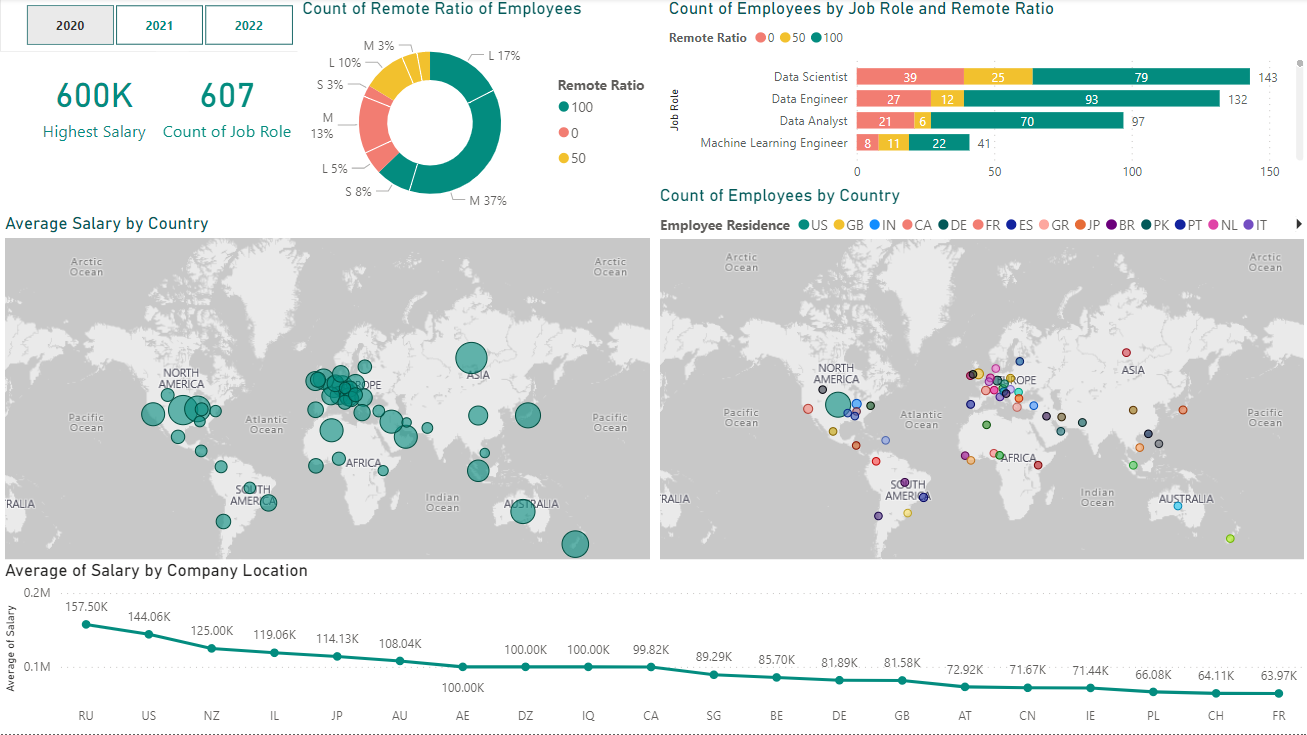 2020
2021
2022
600K
Highest Salary
607
Count of Job Role
Count of Remote Ratio of Employees
M 3%
L 10%
S 3%
M
13%
L 5%
S 8%
L 17%
M 37%
Remote Ratio
100
0
50
Count of Employees by Job Role and Remote Ratio
Remote Ratio 0 50 100
Job Role
Data Scientist 39 25 79 143
Data Engineer 27 12 93 132
Data Analyst 21 6 70 97
Machine Learning Engineer 8 11 22 41
0 50 100 150
Average Salary by Country
Arctic
Ocean
Arctic
Ocean
NORTH
AMERICA
ASIA
Pacific
Ocean
Atlantic
Ocean
Pacific
Ocean
AFRICA
SOUTH
AMERICA
Indian
Ocean
AUSTRALIA
RALIA
Count of Employees by Country
Employee Residence US GB IN CA DE FR ES GR JP BR PK PT NL IT
Arctic
Ocean
Arctic
Ocean
NORTH
AMERICA
EUROPE
ASIA
Pacific
Ocean
Atlantic
Ocean
Pacific
Ocean
AFRICA
SOUTH
AMERICA
Indian
Ocean
AUSTRALIA
RALIA
Average of Salary by Company Location
Average of Salary
0.2M
0.1M
157.50K
144.06K
125.00K
119.06K
114.13K
108.04K
100.00K
100.00K
100.00K
99.82K
89.29K
85.70K
81.89K
81.58K
72.92K
71.67K
71.44K
66.08K
64.11K
63.97K
RU US NZ IL JP AU AE DZ IQ CA SG BE DE GB AT CN IE PL CH FR